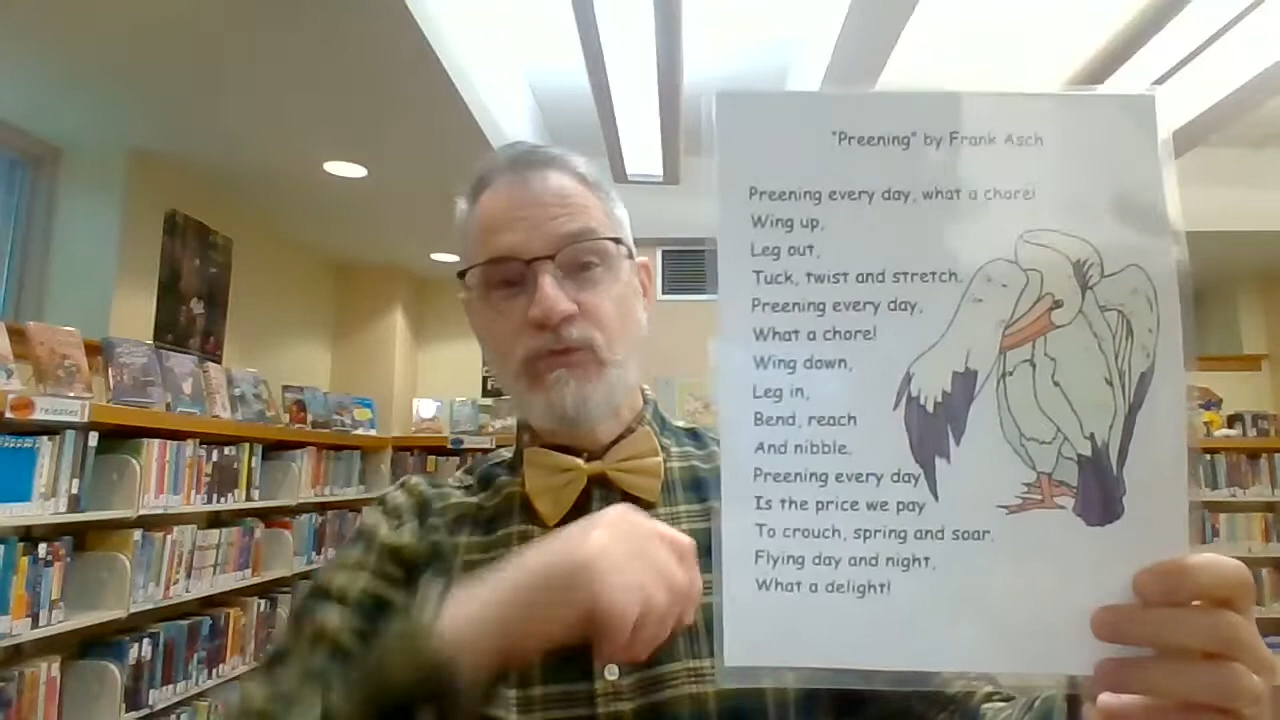 "Preening" by Frank Asch
Preening every day, what a chore!
Wing up,
Leg out,
Tuck, twist and stretch.
Preening every day,
What a chore!
Wing down,
Leg in,
Bend, reach
And nibble.
Preening every day
Is the price we pay
To crouch, spring and soar.
Flying day and night,
What a delight!
releases